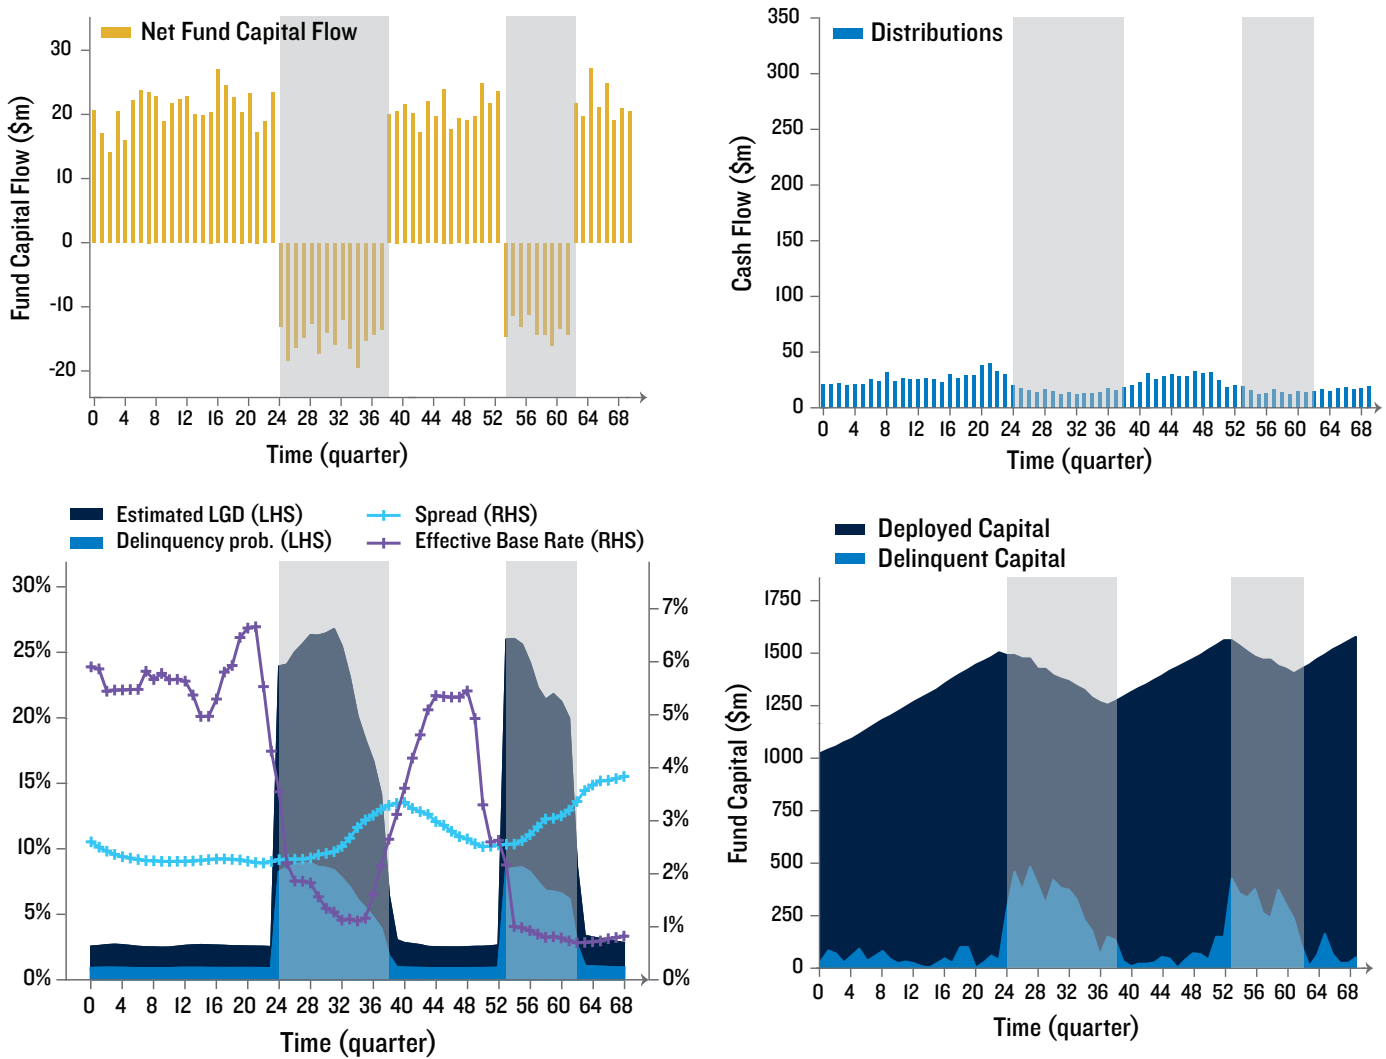 Net Fund Capital Flow
Fund Capital Flow ($m)
30
20
10
0
-10
-20
0 4 8 12 16 20 24 28 32 36 40 44 48 52 56 60 64 68
Time (quarter)
Distributions
Cash Flow ($m)
350
300
250
200
150
100
50
0
0 4 8 12 16 20 24 28 32 36 40 44 48 52 56 60 64 68
Time (quarter)
Estimated LGD (LHS) Spread (RHS)
Delinquency prob. (LHS) Effective Base Rate (RHS)
30%
25%
20%
15%
10%
5%
0%
7%
6%
5%
4%
3%
2%
1%
0%
0 4 8 12 16 20 24 28 32 36 40 44 48 52 56 60 64 68
Time (quarter)
Deployed Capital
Delinquent Capital
Fund Capital ($m)
1750
1500
1250
1000
750
500
250
0
0 4 8 12 16 20 24 28 32 36 40 44 48 52 56 60 64 68
Time (quarter)